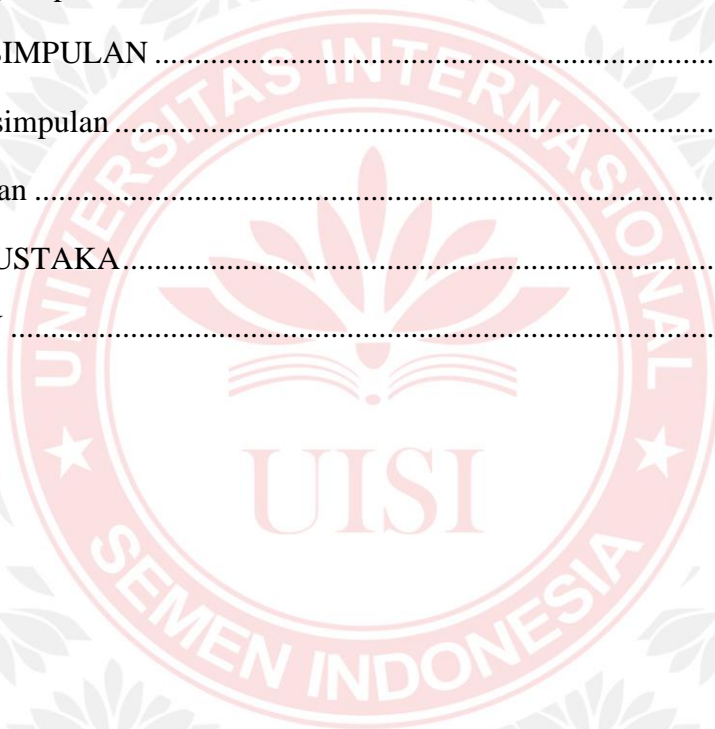 SIMPULAN ..........................................................................
simpulan ................................................................................
an ............................................................................................
USTAKA..............................................................................
..............................................................................................
UNIVERSITAS INTERNASIONAL
UISI
SEMEN INDONESIA